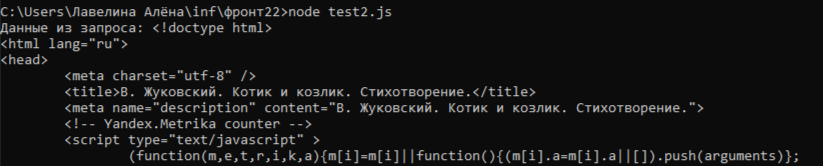 C:\Users\Лавелина Алёна\inf\фронт22>node test2.js
Данные из запроса: <!doctype html>
<html lang="ru">
<head>
        <meta charset="utf-8" />
        <title>В. Жуковский. Котик и козлик. Стихотворение.</title>
        <meta name="description" content="В. Жуковский. Котик и козлик. Стихотворение.">
        <!-- Yandex.Metrika counter -->
        <script type="text/javascript" >
                (function(m,e,t,r,i,k,a){m[i]=m[i]||function(){(m[i].a=m[i].a||[]).push(arguments)};